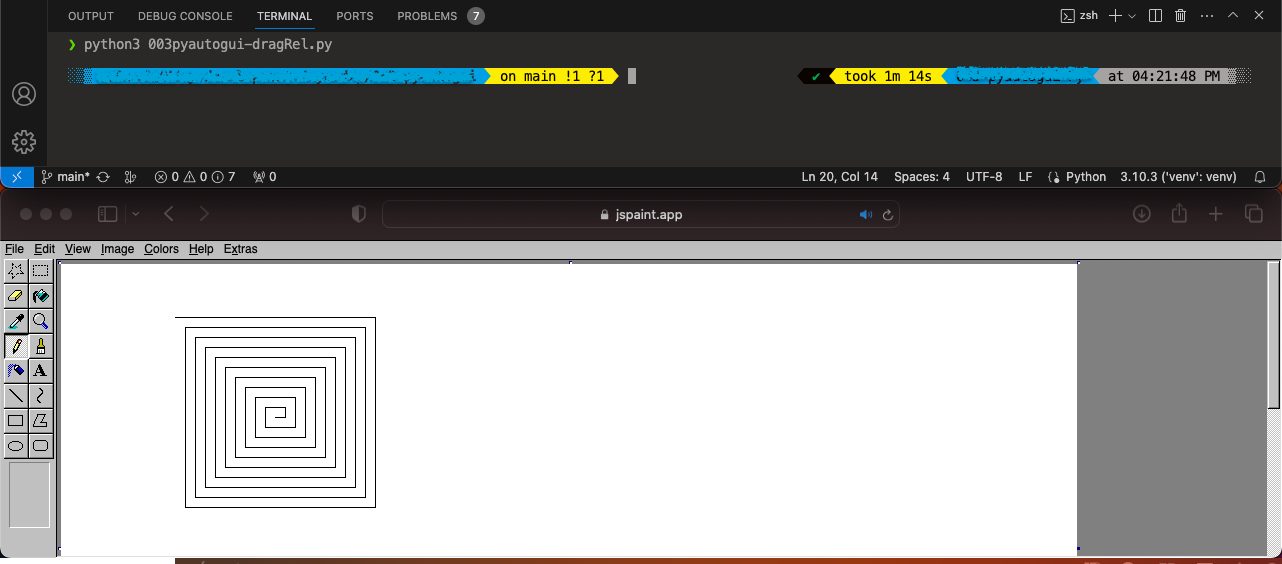 OUTPUT DEBUG CONSOLE TERMINAL PORTS PROBLEMS 7 zsh
❯ python3 003pyautogui-dragRel.py
on main !1 ?1 ✔ took 1m 14s at 04:21:48 PM
main* 0 0 7 0 Ln 20, Col 14 Spaces: 4 UTF-8 LF Python 3.10.3 ('venv': venv)
jspaint.app
File Edit View Image Colors Help Extras
A